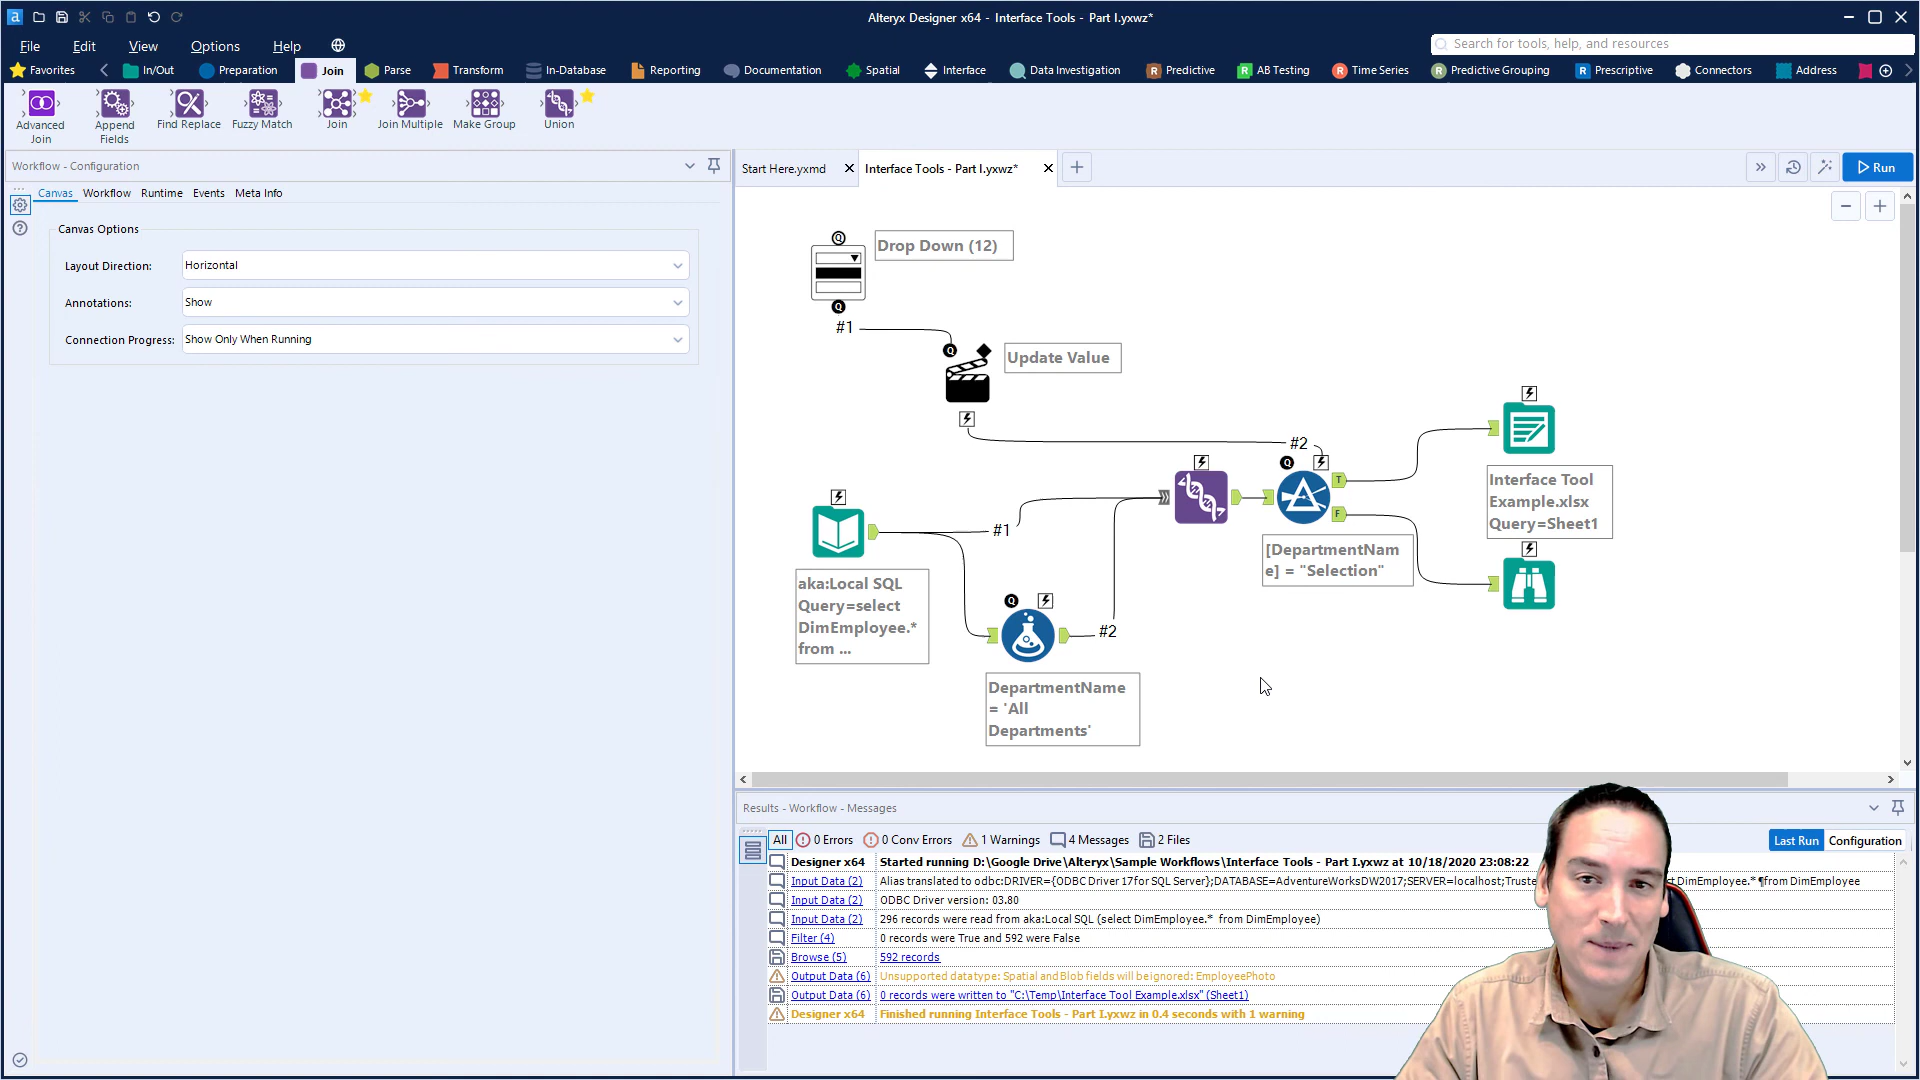 Alteryx Designer x64 - Interface Tools - Part I.yxwz*
File Edit View Options Help
Search for tools, help, and resources
Favorites In/Out Preparation Join Parse Transform In-Database Reporting Documentation Spatial Interface Data Investigation Predictive AB Testing Time Series Predictive Grouping Prescriptive Connectors Address
Advanced Join
Append Fields
Find Replace
Fuzzy Match
Join
Join Multiple
Make Group
Union
Workflow - Configuration
Canvas Workflow Runtime Events Meta Info
Canvas Options
Layout Direction: Horizontal
Annotations: Show
Connection Progress: Show Only When Running
Start Here.yxmd
Interface Tools - Part I.yxwz*
Run
Drop Down (12)
#1
Update Value
#2
Interface Tool
Example.xlsx
Query=Sheet1
T
F
#1
[DepartmentNam
e] = "Selection"
aka:Local SQL
Query=select
DimEmployee.*
from ...
#2
DepartmentName
= 'All
Departments'
Results - Workflow - Messages
All 0 Errors 0 Conv Errors 1 Warnings 4 Messages 2 Files Last Run Configuration
Designer x64 Started running D:\Google Drive\Alteryx\Sample Workflows\Interface Tools - Part I.yxwz at 10/18/2020 23:08:22
Input Data (2) Alias translated to odbc:DRIVER={ODBC Driver 17 for SQL Server};DATABASE=AdventureWorksDW2017;SERVER=localhost;Truste DimEmployee.* ¶from DimEmployee
Input Data (2) ODBC Driver version: 03.80
Input Data (2) 296 records were read from aka:Local SQL (select DimEmployee.* from DimEmployee)
Filter (4) 0 records were True and 592 were False
Browse (5) 592 records
Output Data (6) Unsupported datatype: Spatial and Blob fields will be ignored: EmployeePhoto
Output Data (6) 0 records were written to "C:\Temp\Interface Tool Example.xlsx" (Sheet1)
Designer x64 Finished running Interface Tools - Part I.yxwz in 0.4 seconds with 1 warning